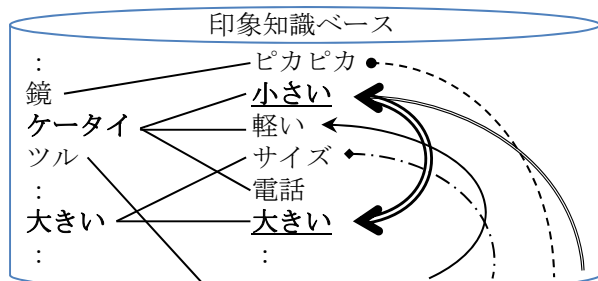 印象知識ベース
: ピカピカ
鏡 小さい
ケータイ 軽い
ツル サイズ
: 電話
大きい 大きい
: :